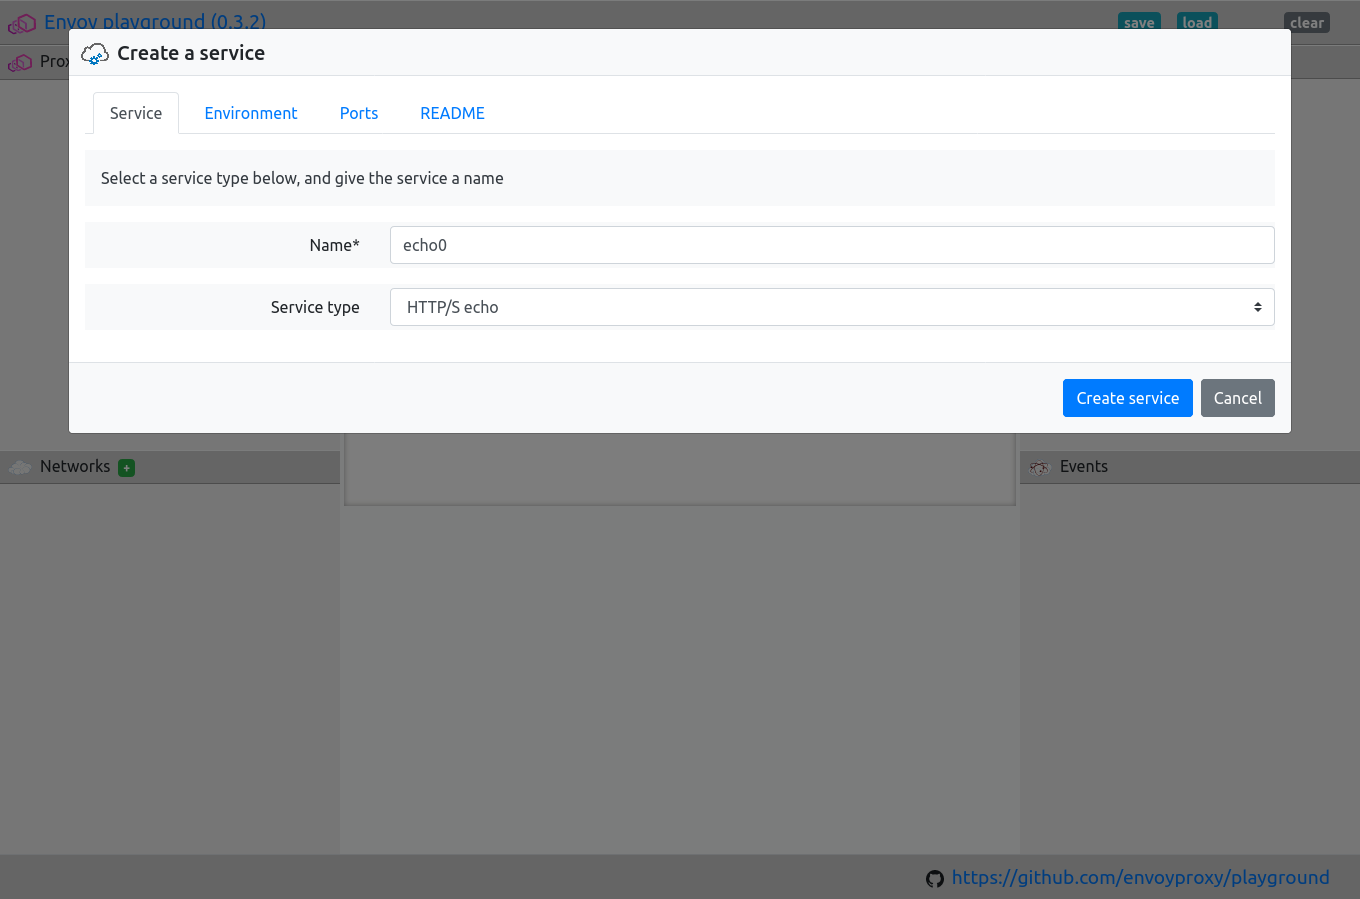 Envoy playground (0.3.2)
save load clear
Create a service
Service Environment Ports README
Select a service type below, and give the service a name
Name* echo0
Service type HTTP/S echo
Create service Cancel
Networks +
Events
https://github.com/envoyproxy/playground